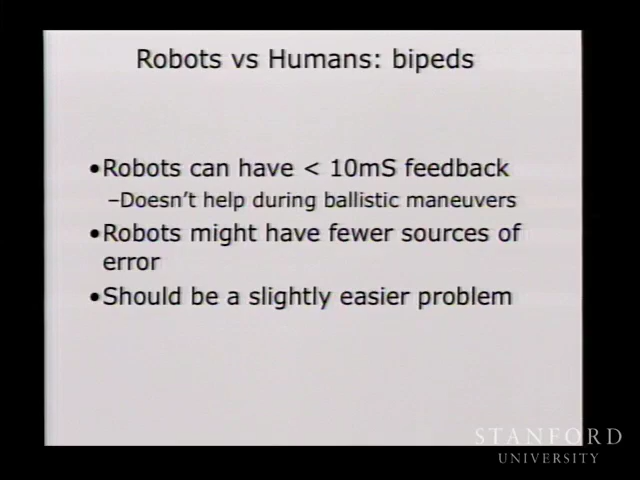 Robots vs Humans: bipeds
•Robots can have < 10mS feedback
–Doesn't help during ballistic maneuvers
•Robots might have fewer sources of
error
•Should be a slightly easier problem
STANFORD
UNIVERSITY